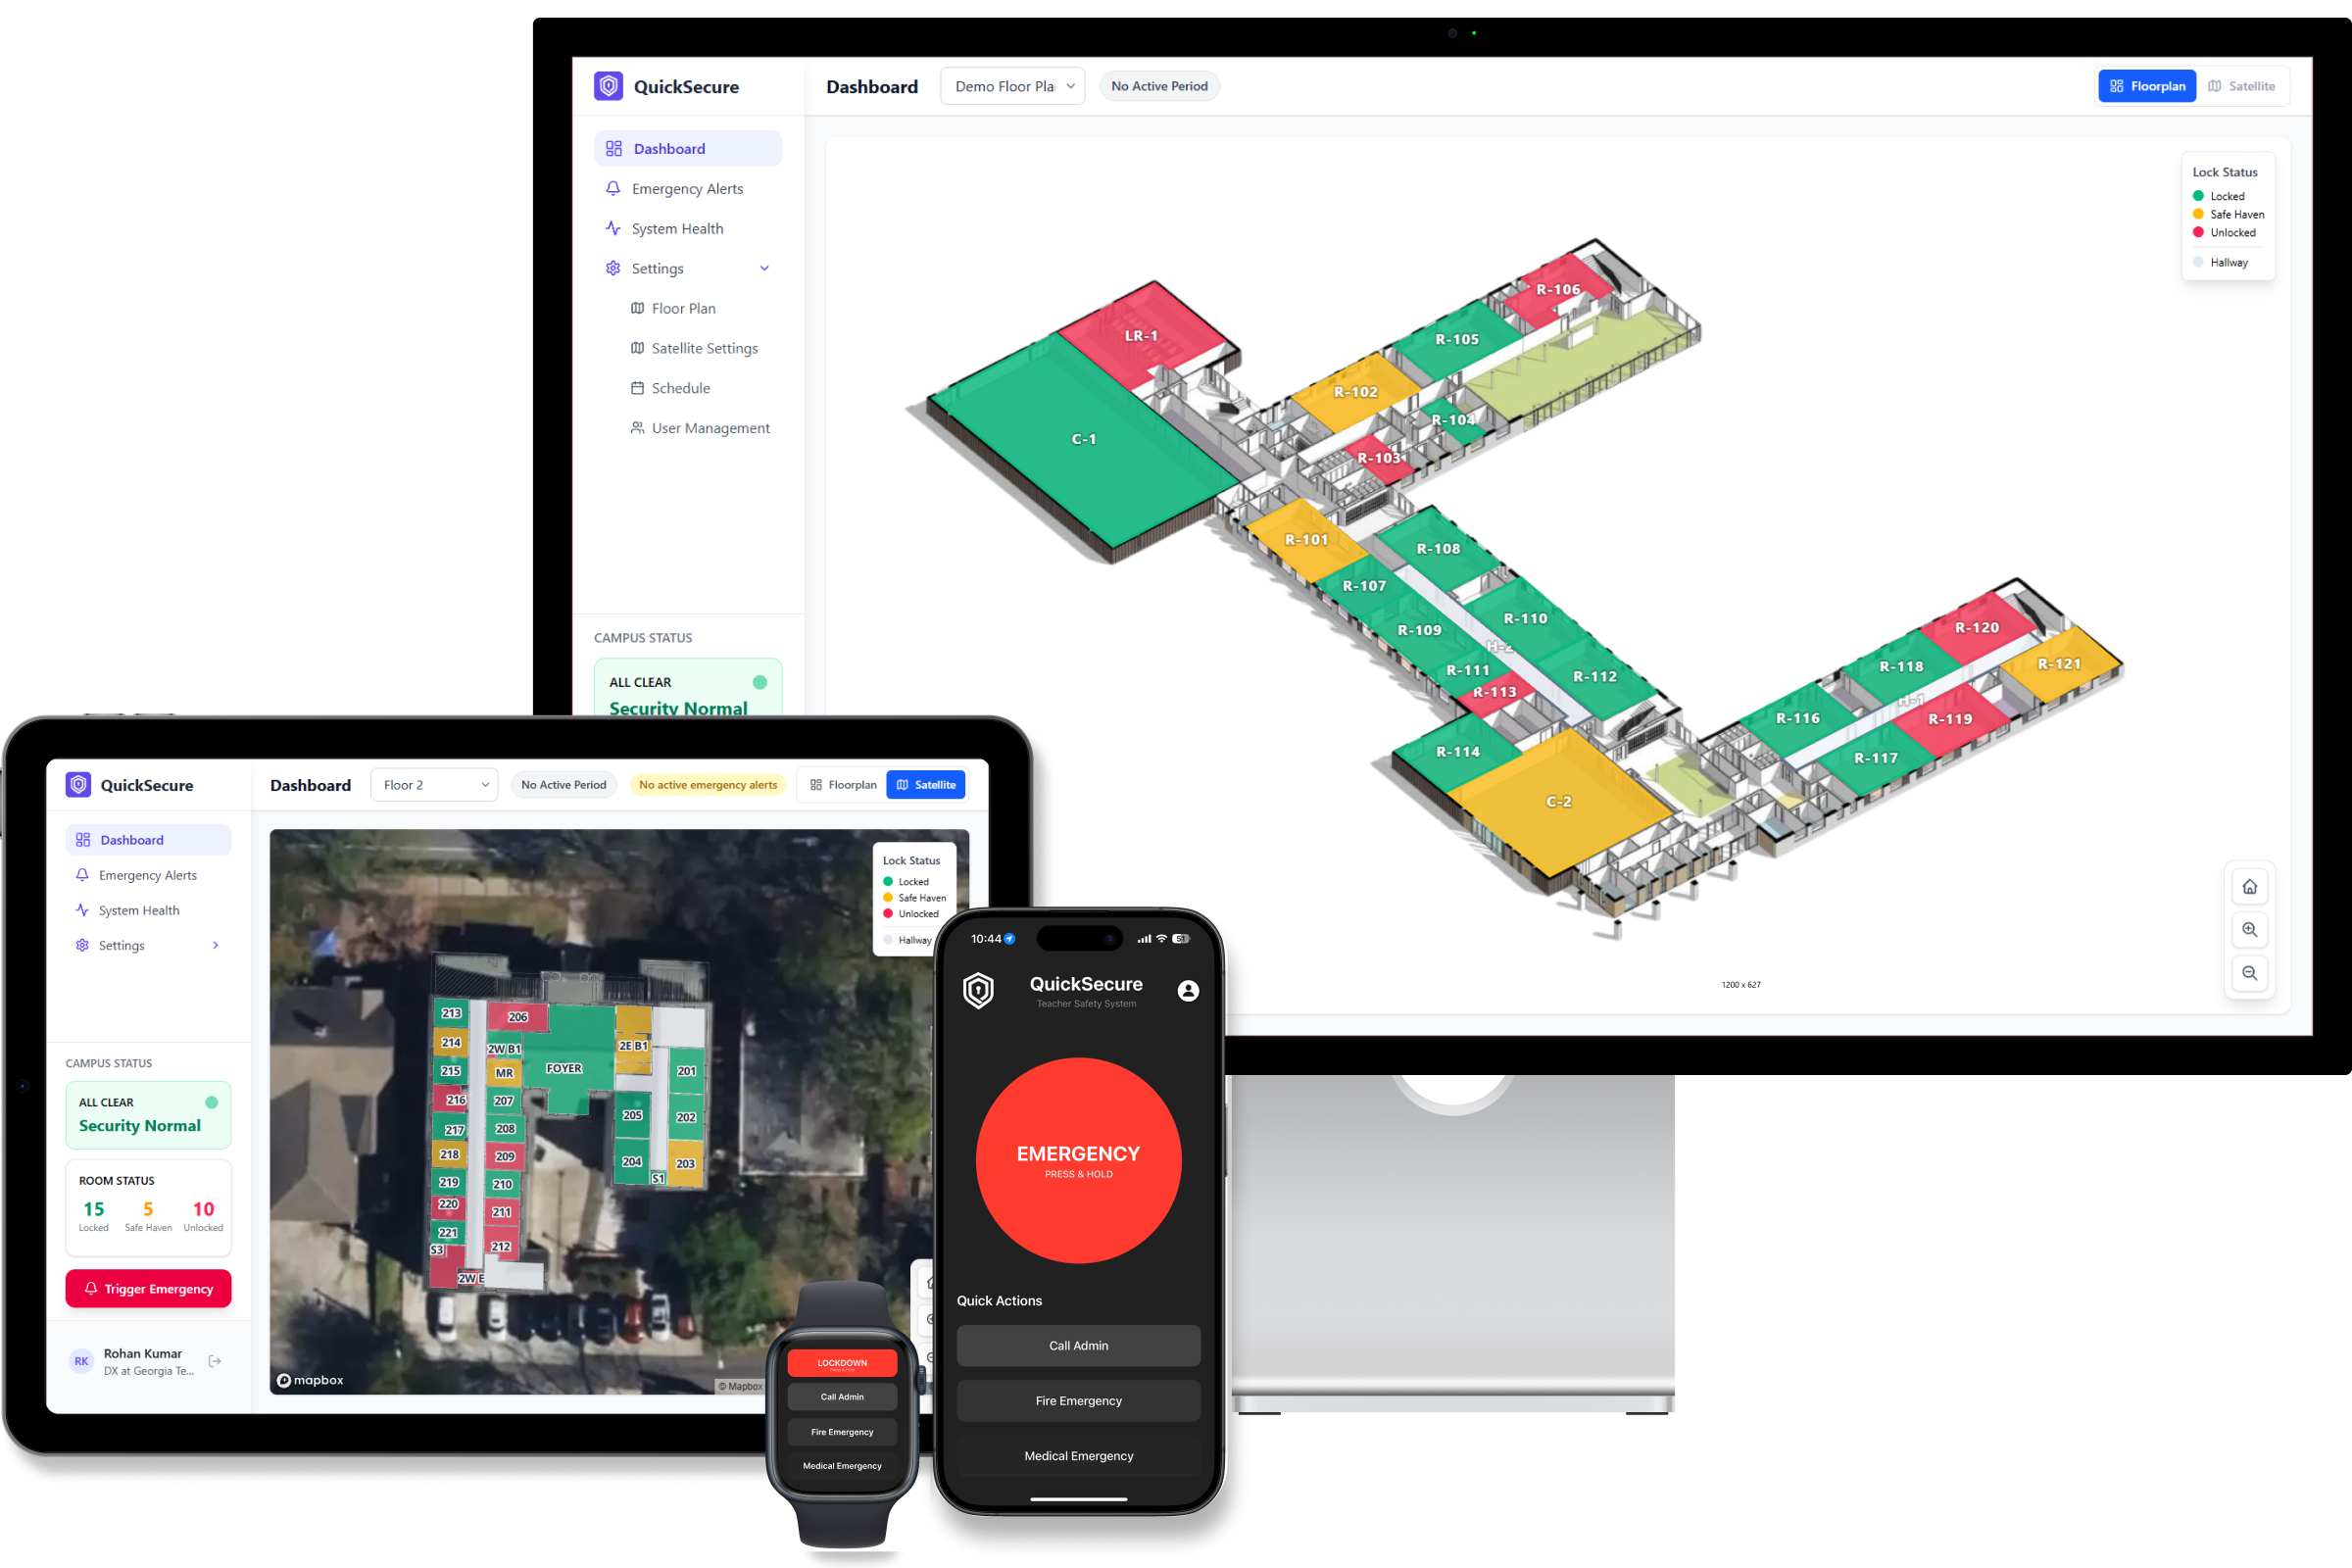 QuickSecure
Dashboard
Demo Floor Pla
No Active Period
Floorplan
Satellite
Dashboard
Emergency Alerts
System Health
Settings
Floor Plan
Satellite Settings
Schedule
User Management
CAMPUS STATUS
ALL CLEAR
Security Normal
Lock Status
Locked
Safe Haven
Unlocked
Hallway
LR-1
C-1
R-106
R-105
R-102
R-104
R-103
R-101
R-108
R-107
R-110
R-109
H-2
R-111
R-112
R-113
R-114
C-2
R-120
R-121
R-118
H-1
R-116
R-119
R-117
1200 x 627
QuickSecure
Dashboard
Floor 2
No Active Period
No active emergency alerts
Floorplan
Satellite
Dashboard
Emergency Alerts
System Health
Settings
CAMPUS STATUS
ALL CLEAR
Security Normal
ROOM STATUS
15 5 10
Locked Safe Haven Unlocked
Trigger Emergency
RK
Rohan Kumar
DX at Georgia Te...
Lock Status
Locked
Safe Haven
Unlocked
Hallway
213
206
214
2W B1
2E B1
215
MR
FOYER
201
216
207
205
202
217
208
218
209
204
203
219
210
S1
220
211
221
S3
212
2W E
mapbox
© Mapbox
LOCKDOWN
Press & Hold
Call Admin
Fire Emergency
Medical Emergency
10:44
51
QuickSecure
Teacher Safety System
EMERGENCY
PRESS & HOLD
Quick Actions
Call Admin
Fire Emergency
Medical Emergency